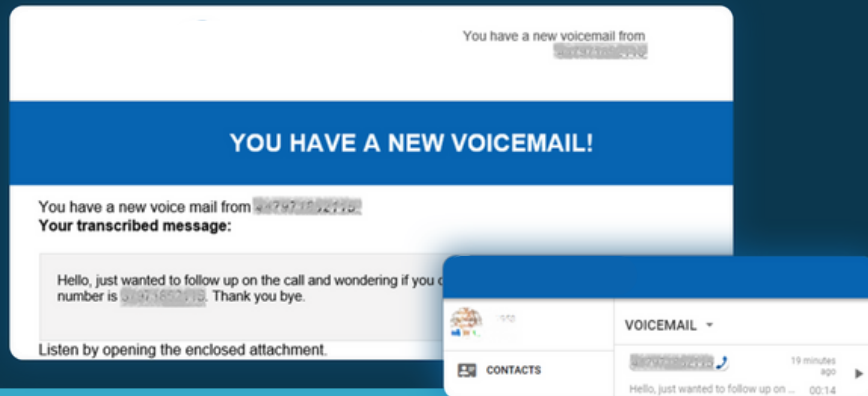 You have a new voicemail from
YOU HAVE A NEW VOICEMAIL!
You have a new voice mail from
Your transcribed message:
Hello, just wanted to follow up on the call and wondering if you
number is . Thank you bye.
Listen by opening the enclosed attachment.
VOICEMAIL
19 minutes
ago
CONTACTS
Hello, just wanted to follow up on ... 00:14